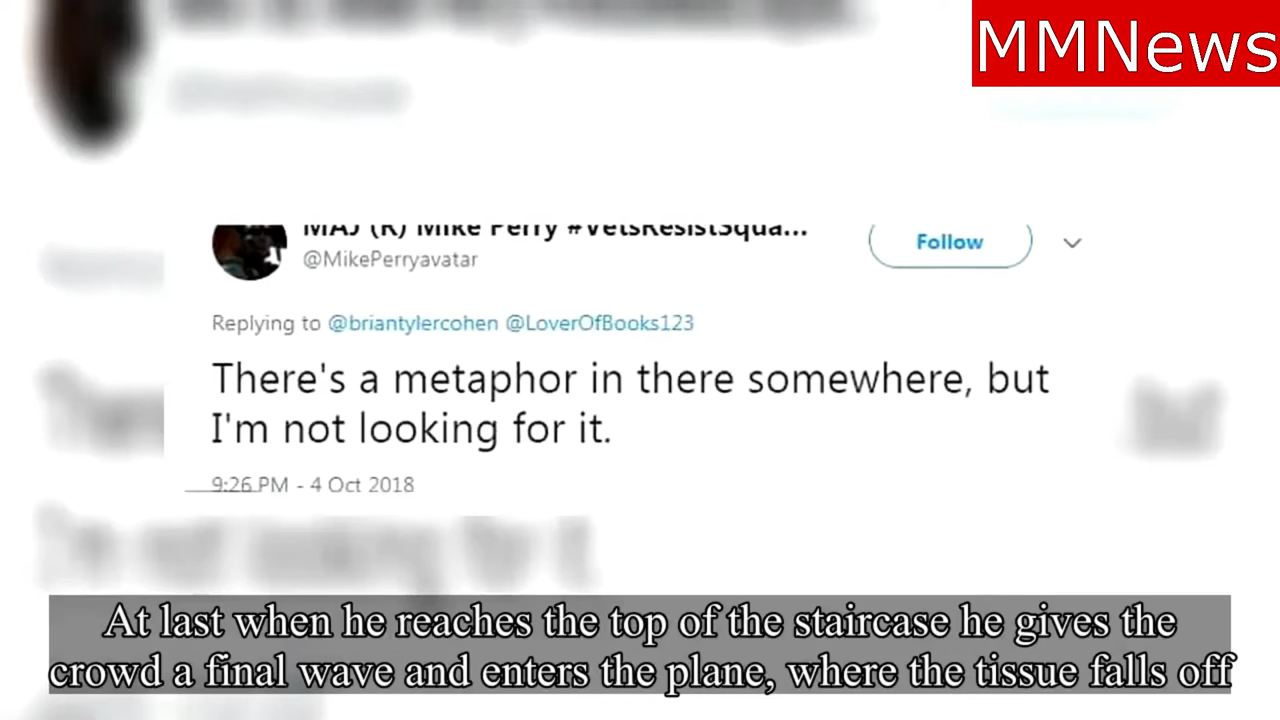 MMNews
MAJ (R) Mike Perry #VetsResistSqua...
@MikePerryavatar
Follow
Replying to @briantylercohen @LoverOfBooks123
There's a metaphor in there somewhere, but
I'm not looking for it.
9:26 PM - 4 Oct 2018
At last when he reaches the top of the staircase he gives the
crowd a final wave and enters the plane, where the tissue falls off